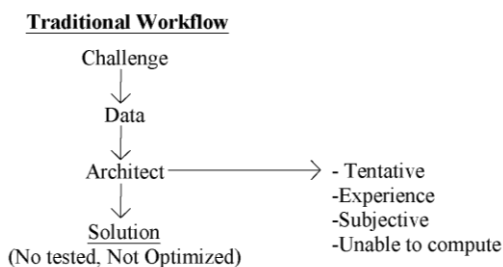 Traditional Workflow
Challenge
Data
Architect
- Tentative
-Experience
-Subjective
-Unable to compute
Solution
(No tested, Not Optimized)